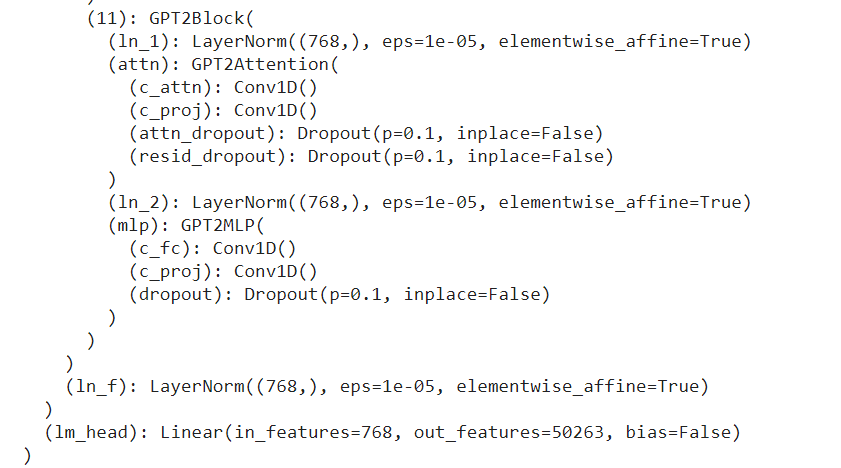 (11): GPT2Block(
(ln_1): LayerNorm((768,), eps=1e-05, elementwise_affine=True)
(attn): GPT2Attention(
(c_attn): Conv1D()
(c_proj): Conv1D()
(attn_dropout): Dropout(p=0.1, inplace=False)
(resid_dropout): Dropout(p=0.1, inplace=False)
)
(ln_2): LayerNorm((768,), eps=1e-05, elementwise_affine=True)
(mlp): GPT2MLP(
(c_fc): Conv1D()
(c_proj): Conv1D()
(dropout): Dropout(p=0.1, inplace=False)
)
)
)
(ln_f): LayerNorm((768,), eps=1e-05, elementwise_affine=True)
)
(lm_head): Linear(in_features=768, out_features=50263, bias=False)
)